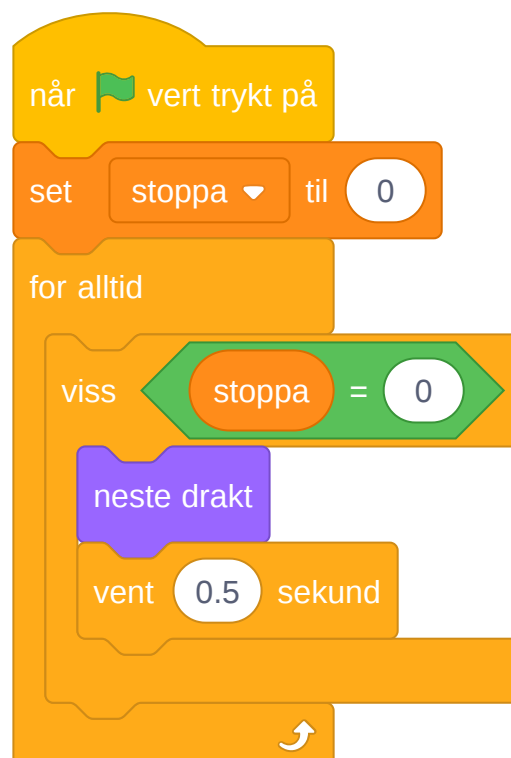 når vert trykt på
set stoppa til 0
for alltid
viss stoppa = 0
neste drakt
vent 0.5 sekund